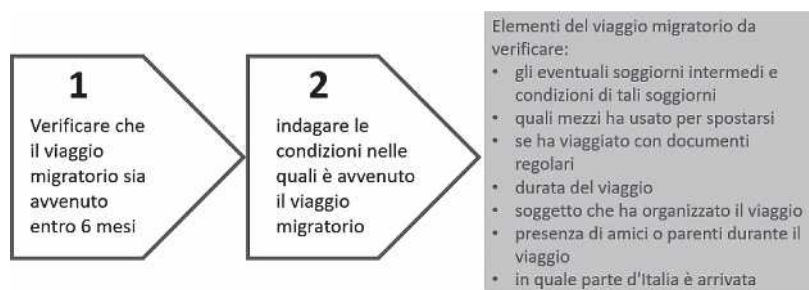 1
Verificare che
il viaggio
migratorio sia
avvenuto
entro 6 mesi
2
indagare le
condizioni nelle
quali è avvenuto
il viaggio
migratorio
Elementi del viaggio migratorio da
verificare:
• gli eventuali soggiorni intermedi e
condizioni di tali soggiorni
• quali mezzi ha usato per spostarsi
• se ha viaggiato con documenti
regolari
• durata del viaggio
• soggetto che ha organizzato il viaggio
• presenza di amici o parenti durante il
viaggio
• in quale parte d'Italia è arrivata